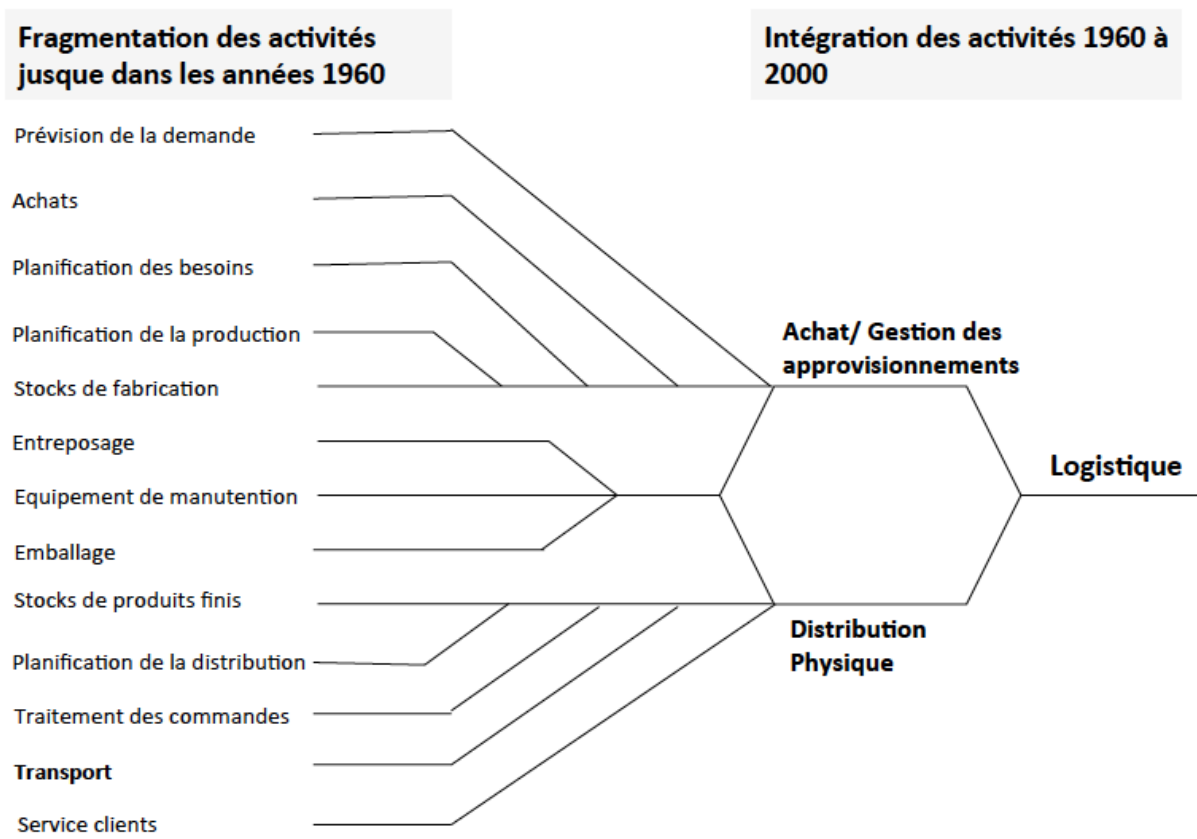 Fragmentation des activités
jusque dans les années 1960
Intégration des activités 1960 à
2000
Prévision de la demande
Achats
Planification des besoins
Planification de la production
Stocks de fabrication
Entreposage
Equipement de manutention
Emballage
Stocks de produits finis
Planification de la distribution
Traitement des commandes
Transport
Service clients
Achat/ Gestion des
approvisionnements
Logistique
Distribution
Physique